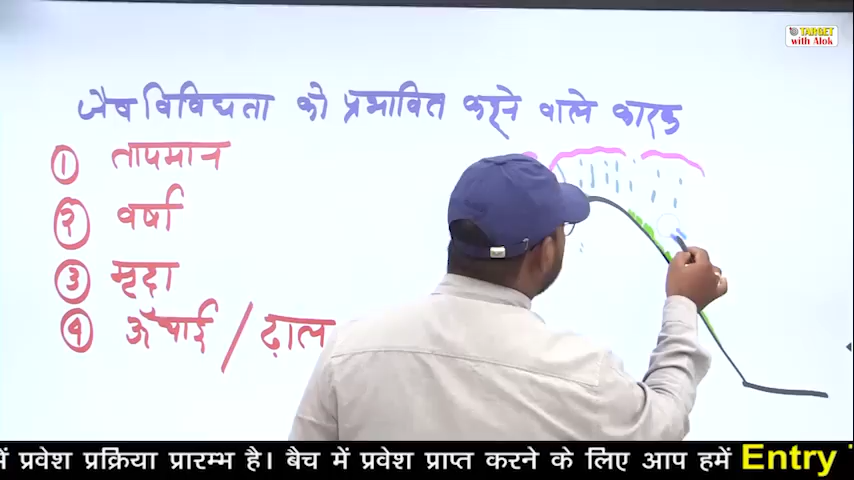 TARGET
with Alok
जैव विविधता को प्रभावित करने वाले कारक
① तापमान
② वर्षा
③ मृदा
④ ऊँचाई / ढ़ाल
में प्रवेश प्रक्रिया प्रारम्भ है। बैच में प्रवेश प्राप्त करने के लिए आप हमें Entry